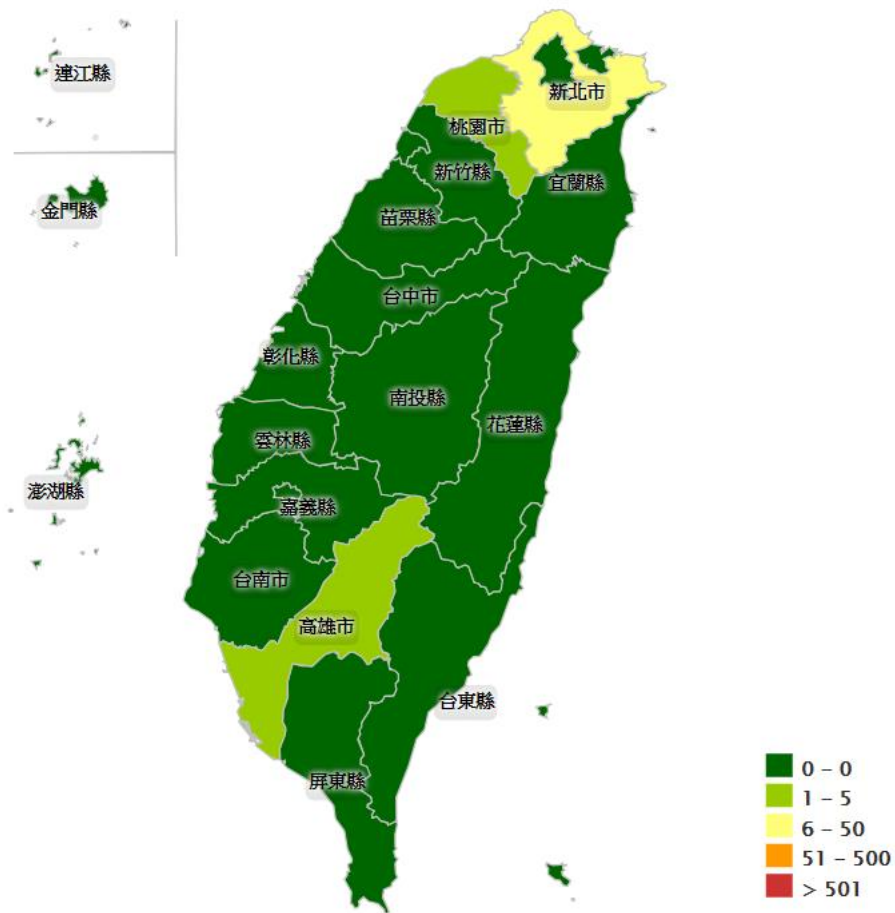 連江縣
新北市
桃園市
新竹縣
宜蘭縣
金門縣
苗栗縣
台中市
彰化縣
南投縣
花蓮縣
雲林縣
澎湖縣
嘉義縣
台南市
高雄市
台東縣
屏東縣
0 – 0
1 – 5
6 – 50
51 – 500
> 501